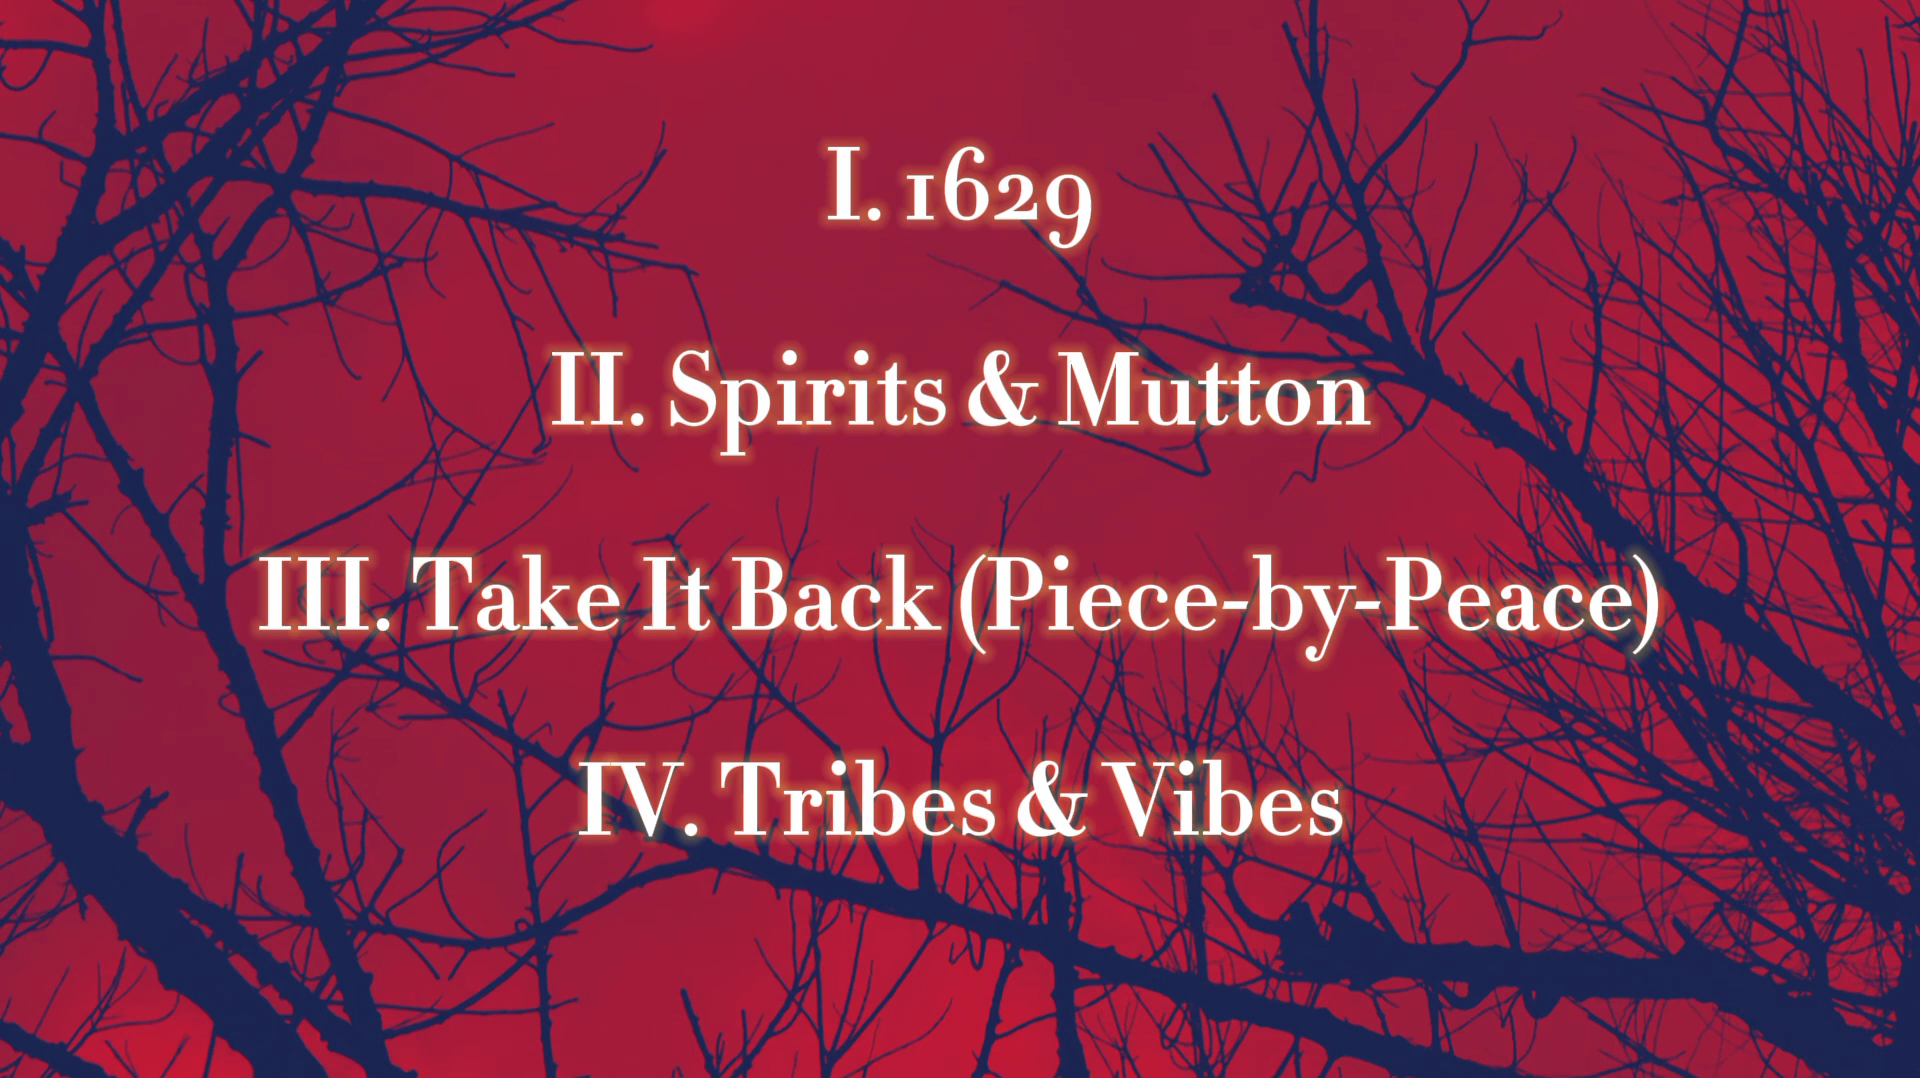 I. 1629
II. Spirits & Mutton
III. Take It Back (Piece-by-Peace)
IV. Tribes & Vibes